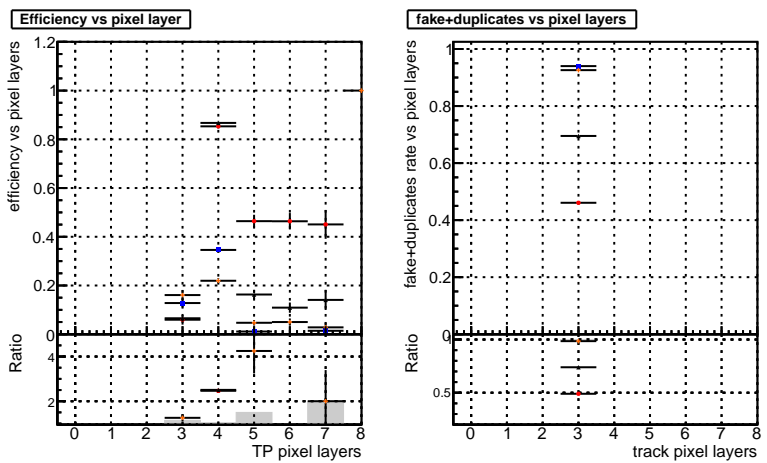 Efficiency vs pixel layer
efficiency vs pixel layers
1.2
1
0.8
0.6
0.4
0.2
0
Ratio
4
2
0 1 2 3 4 5 6 7 8
TP pixel layers
fake+duplicates vs pixel layers
fake+duplicates rate vs pixel layers
1
0.8
0.6
0.4
0.2
0
Ratio
1
0.5
0 1 2 3 4 5 6 7 8
track pixel layers